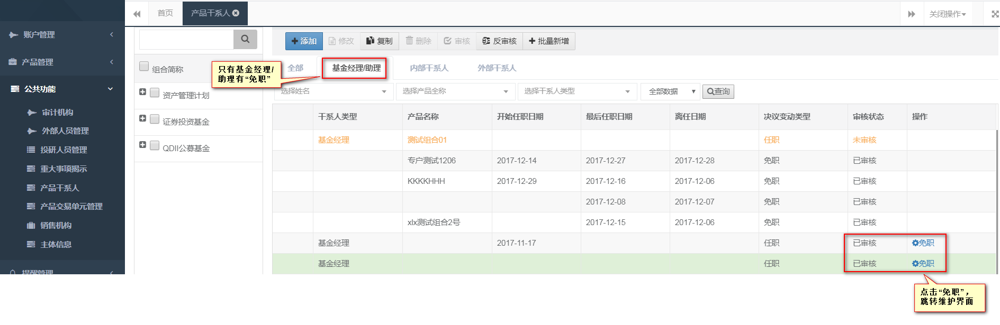 首页
产品干系人
关闭操作
账户管理
产品管理
公共功能
审计机构
外部人员管理
投研人员管理
重大事项揭示
产品干系人
产品交易单元管理
销售机构
主体信息
提醒管理
组合简称
资产管理计划
证券投资基金
QDII公募基金
添加 修改 复制 删除 审核 反审核 批量新增
只有基金经理/
助理有“免职”
全部 基金经理/助理 内部干系人 外部干系人
选择姓名 选择产品全称 选择干系人类型 全部数据 查询
干系人类型 产品名称 开始任职日期 最后任职日期 离任日期 决议变动类型 审核状态 操作
基金经理 测试组合01 任职 未审核
专户测试1206 2017-12-14 2017-12-27 2017-12-28 免职 已审核
KKKKHHH 2017-12-29 2017-12-16 2017-12-06 免职 已审核
2017-12-08 2017-12-07 免职 已审核
xlx测试组合2号 2017-12-15 2017-12-06 免职 已审核
基金经理 2017-11-17 任职 已审核 免职
基金经理 任职 已审核 免职
点击“免职”，
跳转维护界面